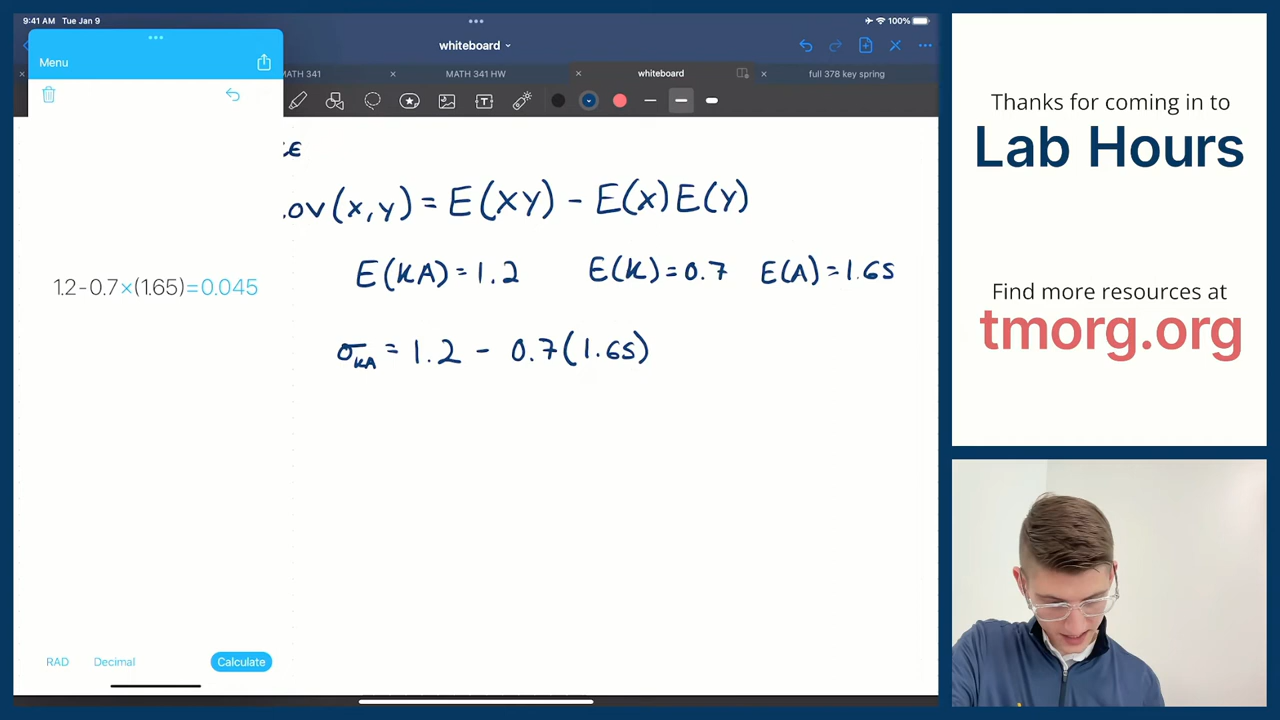 9:41 AM Tue Jan 9
100%
whiteboard
Menu
MATH 341
MATH 341 HW
whiteboard
full 378 key spring
CE
Cov(x,y) = E(XY) - E(X)E(Y)
E(KA) = 1.2 E(K) = 0.7 E(A) = 1.65
1.2-0.7×(1.65)=0.045
σKA = 1.2 - 0.7(1.65)
RAD Decimal Calculate
Thanks for coming in to
Lab Hours
Find more resources at
tmorg.org